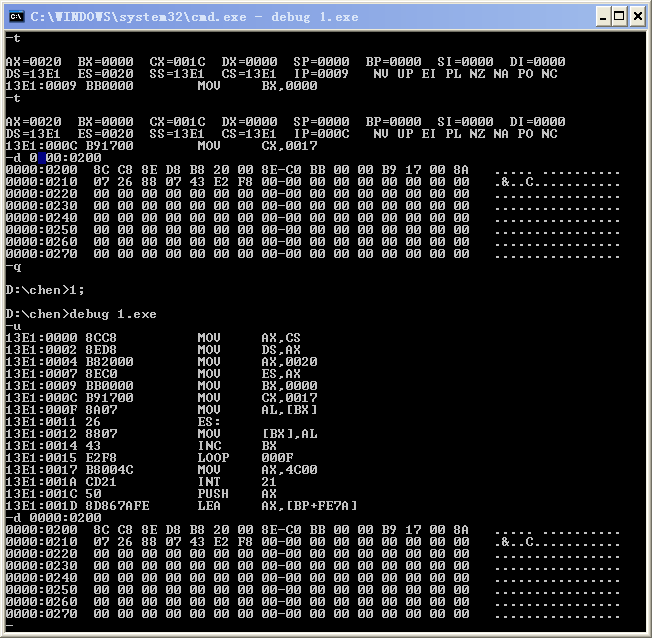 C:\WINDOWS\system32\cmd.exe - debug 1.exe
-t
AX=0020  BX=0000  CX=001C  DX=0000  SP=0000  BP=0000  SI=0000  DI=0000
DS=13E1  ES=0020  SS=13E1  CS=13E1  IP=0009   NV UP EI PL NZ NA PO NC
13E1:0009 BB0000        MOV     BX,0000
-t
AX=0020  BX=0000  CX=001C  DX=0000  SP=0000  BP=0000  SI=0000  DI=0000
DS=13E1  ES=0020  SS=13E1  CS=13E1  IP=000C   NV UP EI PL NZ NA PO NC
13E1:000C B91700        MOV     CX,0017
-d 0 00:0200
0000:0200  8C C8 8E D8 B8 20 00 8E-C0 BB 00 00 B9 17 00 8A   ..... ..........
0000:0210  07 26 88 07 43 E2 F8 00-00 00 00 00 00 00 00 00   .&..C...........
0000:0220  00 00 00 00 00 00 00 00-00 00 00 00 00 00 00 00   ................
0000:0230  00 00 00 00 00 00 00 00-00 00 00 00 00 00 00 00   ................
0000:0240  00 00 00 00 00 00 00 00-00 00 00 00 00 00 00 00   ................
0000:0250  00 00 00 00 00 00 00 00-00 00 00 00 00 00 00 00   ................
0000:0260  00 00 00 00 00 00 00 00-00 00 00 00 00 00 00 00   ................
0000:0270  00 00 00 00 00 00 00 00-00 00 00 00 00 00 00 00   ................
-q
D:\chen>1;
D:\chen>debug 1.exe
-u
13E1:0000 8CC8          MOV     AX,CS
13E1:0002 8ED8          MOV     DS,AX
13E1:0004 B82000        MOV     AX,0020
13E1:0007 8EC0          MOV     ES,AX
13E1:0009 BB0000        MOV     BX,0000
13E1:000C B91700        MOV     CX,0017
13E1:000F 8A07          MOV     AL,[BX]
13E1:0011 26            ES:
13E1:0012 8807          MOV     [BX],AL
13E1:0014 43            INC     BX
13E1:0015 E2F8          LOOP    000F
13E1:0017 B8004C        MOV     AX,4C00
13E1:001A CD21          INT     21
13E1:001C 50            PUSH    AX
13E1:001D 8D867AFE      LEA     AX,[BP+FE7A]
-d 0000:0200
0000:0200  8C C8 8E D8 B8 20 00 8E-C0 BB 00 00 B9 17 00 8A   ..... ..........
0000:0210  07 26 88 07 43 E2 F8 00-00 00 00 00 00 00 00 00   .&..C...........
0000:0220  00 00 00 00 00 00 00 00-00 00 00 00 00 00 00 00   ................
0000:0230  00 00 00 00 00 00 00 00-00 00 00 00 00 00 00 00   ................
0000:0240  00 00 00 00 00 00 00 00-00 00 00 00 00 00 00 00   ................
0000:0250  00 00 00 00 00 00 00 00-00 00 00 00 00 00 00 00   ................
0000:0260  00 00 00 00 00 00 00 00-00 00 00 00 00 00 00 00   ................
0000:0270  00 00 00 00 00 00 00 00-00 00 00 00 00 00 00 00   ................
-